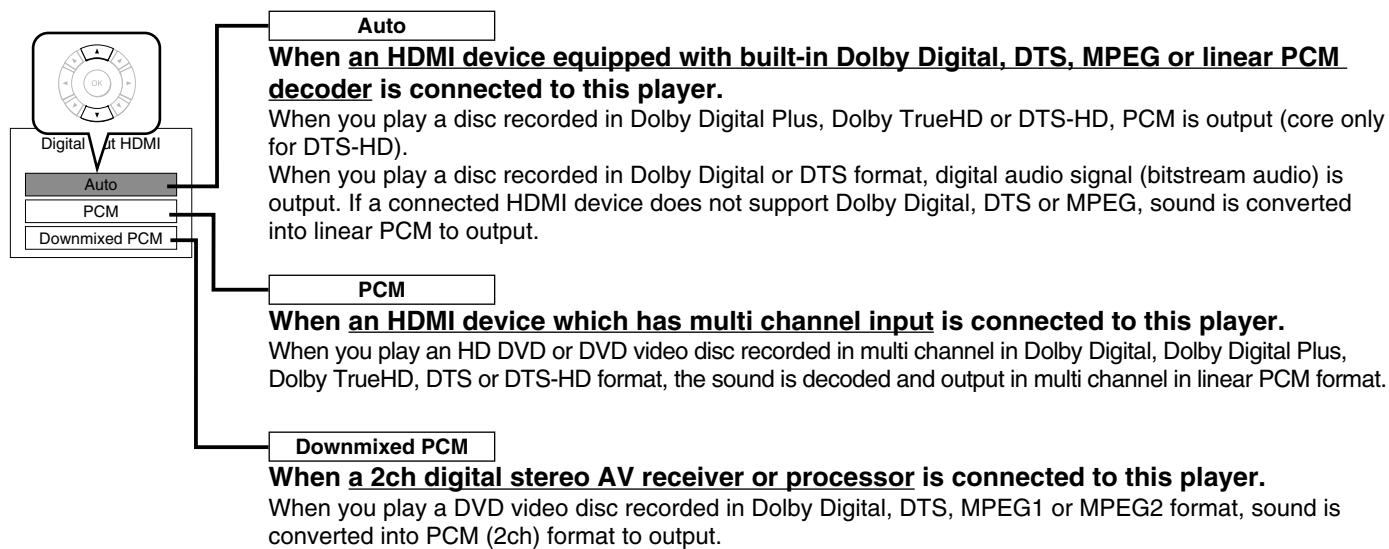 OK
Digital ut HDMI
Auto
PCM
Downmixed PCM
Auto
When an HDMI device equipped with built-in Dolby Digital, DTS, MPEG or linear PCM
decoder is connected to this player.
When you play a disc recorded in Dolby Digital Plus, Dolby TrueHD or DTS-HD, PCM is output (core only
for DTS-HD).
When you play a disc recorded in Dolby Digital or DTS format, digital audio signal (bitstream audio) is
output. If a connected HDMI device does not support Dolby Digital, DTS or MPEG, sound is converted
into linear PCM to output.
PCM
When an HDMI device which has multi channel input is connected to this player.
When you play an HD DVD or DVD video disc recorded in multi channel in Dolby Digital, Dolby Digital Plus,
Dolby TrueHD, DTS or DTS-HD format, the sound is decoded and output in multi channel in linear PCM format.
Downmixed PCM
When a 2ch digital stereo AV receiver or processor is connected to this player.
When you play a DVD video disc recorded in Dolby Digital, DTS, MPEG1 or MPEG2 format, sound is
converted into PCM (2ch) format to output.